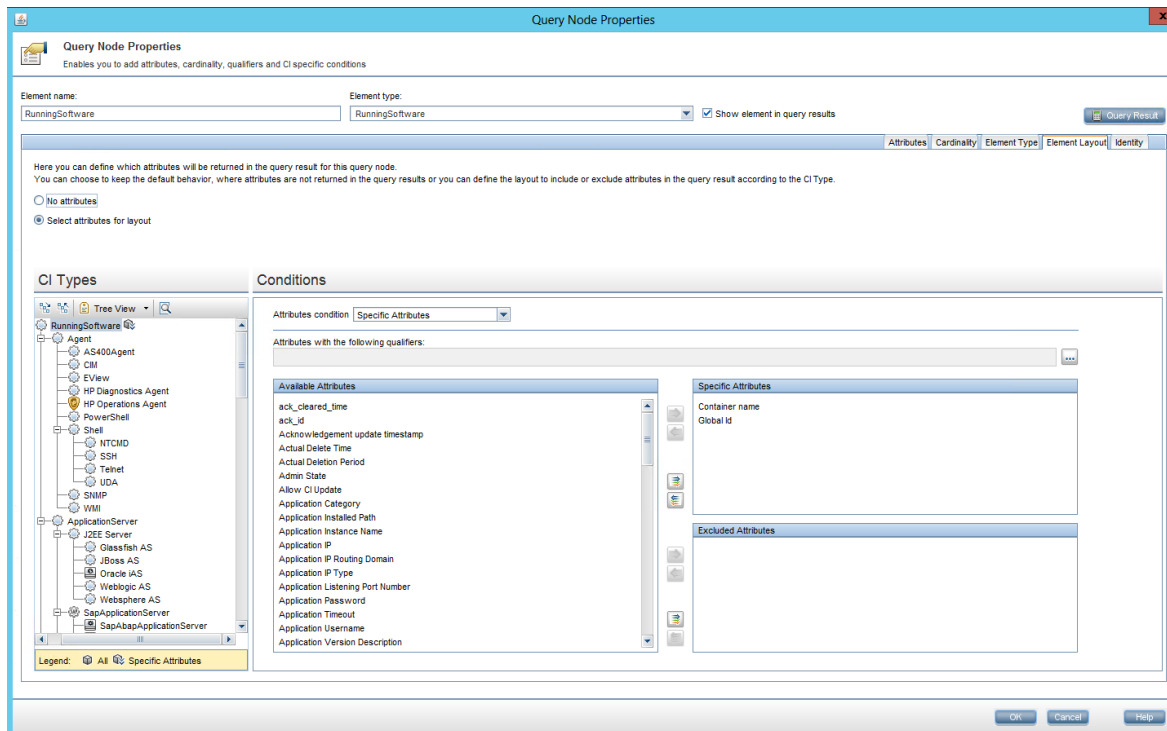 Query Node Properties
x
Query Node Properties
Enables you to add attributes, cardinality, qualifiers and CI specific conditions
Element name:
Element type:
RunningSoftware
RunningSoftware
Show element in query results
Query Result
Attributes Cardinality Element Type Element Layout Identity
Here you can define which attributes will be returned in the query result for this query node.
You can choose to keep the default behavior, where attributes are not returned in the query results or you can define the layout to include or exclude attributes in the query result according to the CI Type.
No attributes
Select attributes for layout
CI Types
Tree View
RunningSoftware
Agent
AS400Agent
CIM
EView
HP Diagnostics Agent
HP Operations Agent
PowerShell
Shell
NTCMD
SSH
Telnet
UDA
SNMP
WMI
ApplicationServer
J2EE Server
Glassfish AS
JBoss AS
Oracle iAS
Weblogic AS
Websphere AS
SapApplicationServer
SapAbapApplicationServer
Legend: All Specific Attributes
Conditions
Attributes condition Specific Attributes
Attributes with the following qualifiers:
...
Available Attributes
ack_cleared_time
ack_id
Acknowledgement update timestamp
Actual Delete Time
Actual Deletion Period
Admin State
Allow CI Update
Application Category
Application Installed Path
Application Instance Name
Application IP
Application IP Routing Domain
Application IP Type
Application Listening Port Number
Application Password
Application Timeout
Application Username
Application Version Description
Specific Attributes
Container name
Global Id
Excluded Attributes
OK Cancel Help